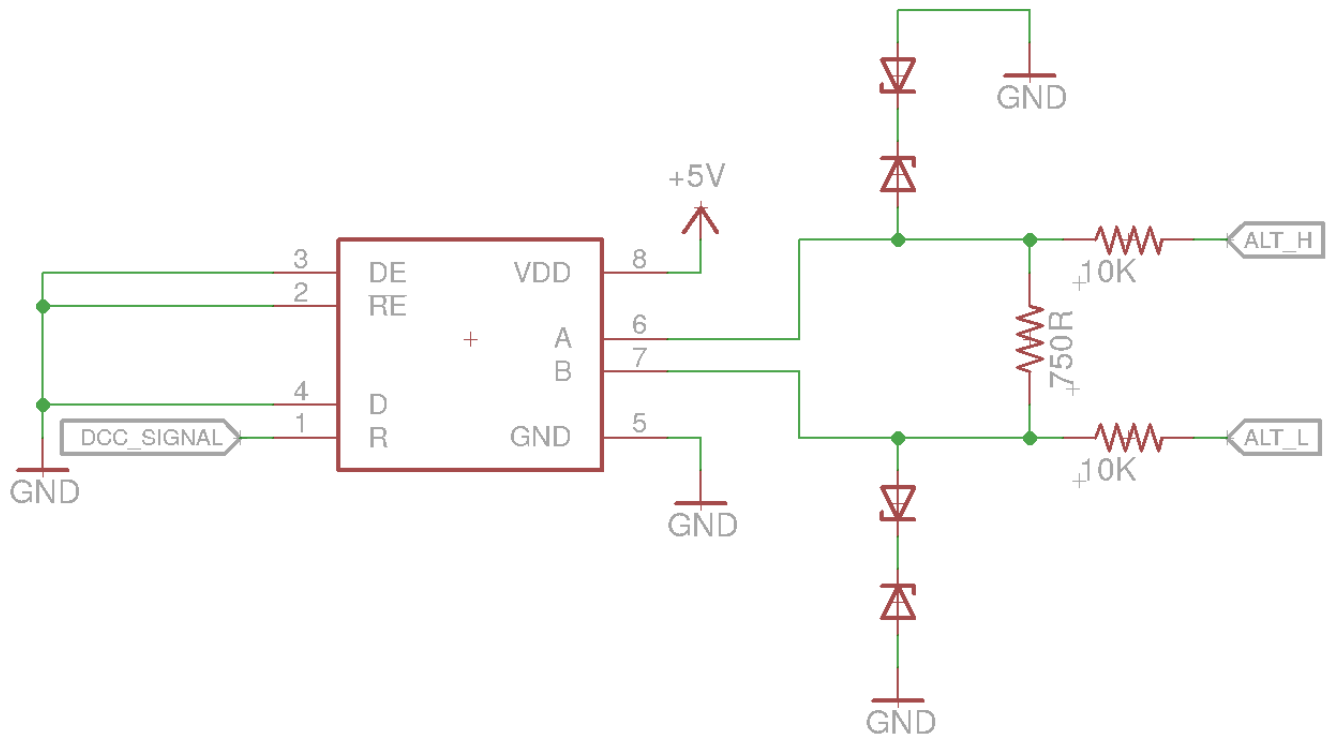 GND
+5V
3 DE VDD 8
2 RE
ALT_H
10K
A 6
B 7
750R
4 D
DCC_SIGNAL 1 R GND 5
ALT_L
10K
GND
GND
GND